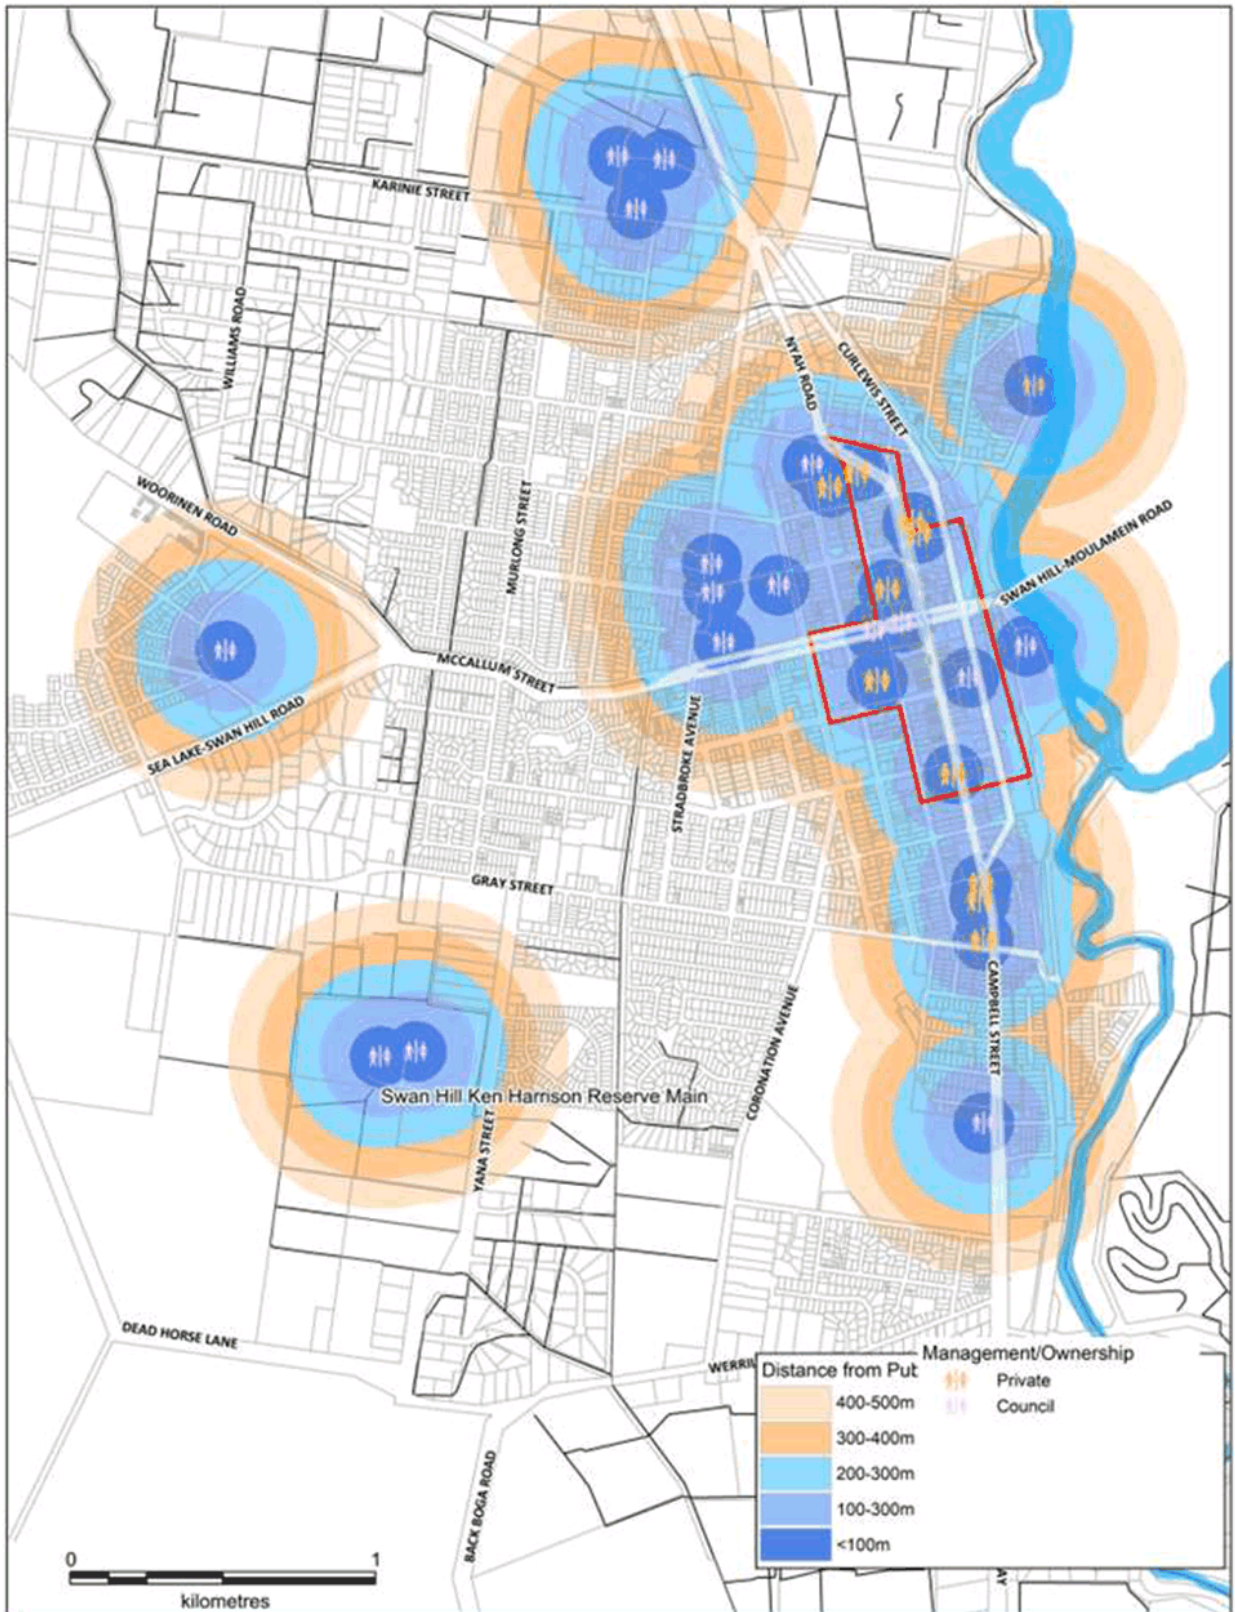 KARINIE STREET
WILLIAMS ROAD
NYAH ROAD
CURLEWIS STREET
WOORINEN ROAD
MURLONG STREET
SWAN HILL-MOULAMEIN ROAD
MCCALLUM STREET
SEA LAKE-SWAN HILL ROAD
STRADBROKE AVENUE
GRAY STREET
CAMPBELL STREET
CORONATION AVENUE
Swan Hill Ken Harrison Reserve Main
YANA STREET
DEAD HORSE LANE
WERRIL
BACK BOGA ROAD
AY
Distance from Pub
400-500m
300-400m
200-300m
100-300m
<100m
Management/Ownership
Private
Council
0 1
kilometres